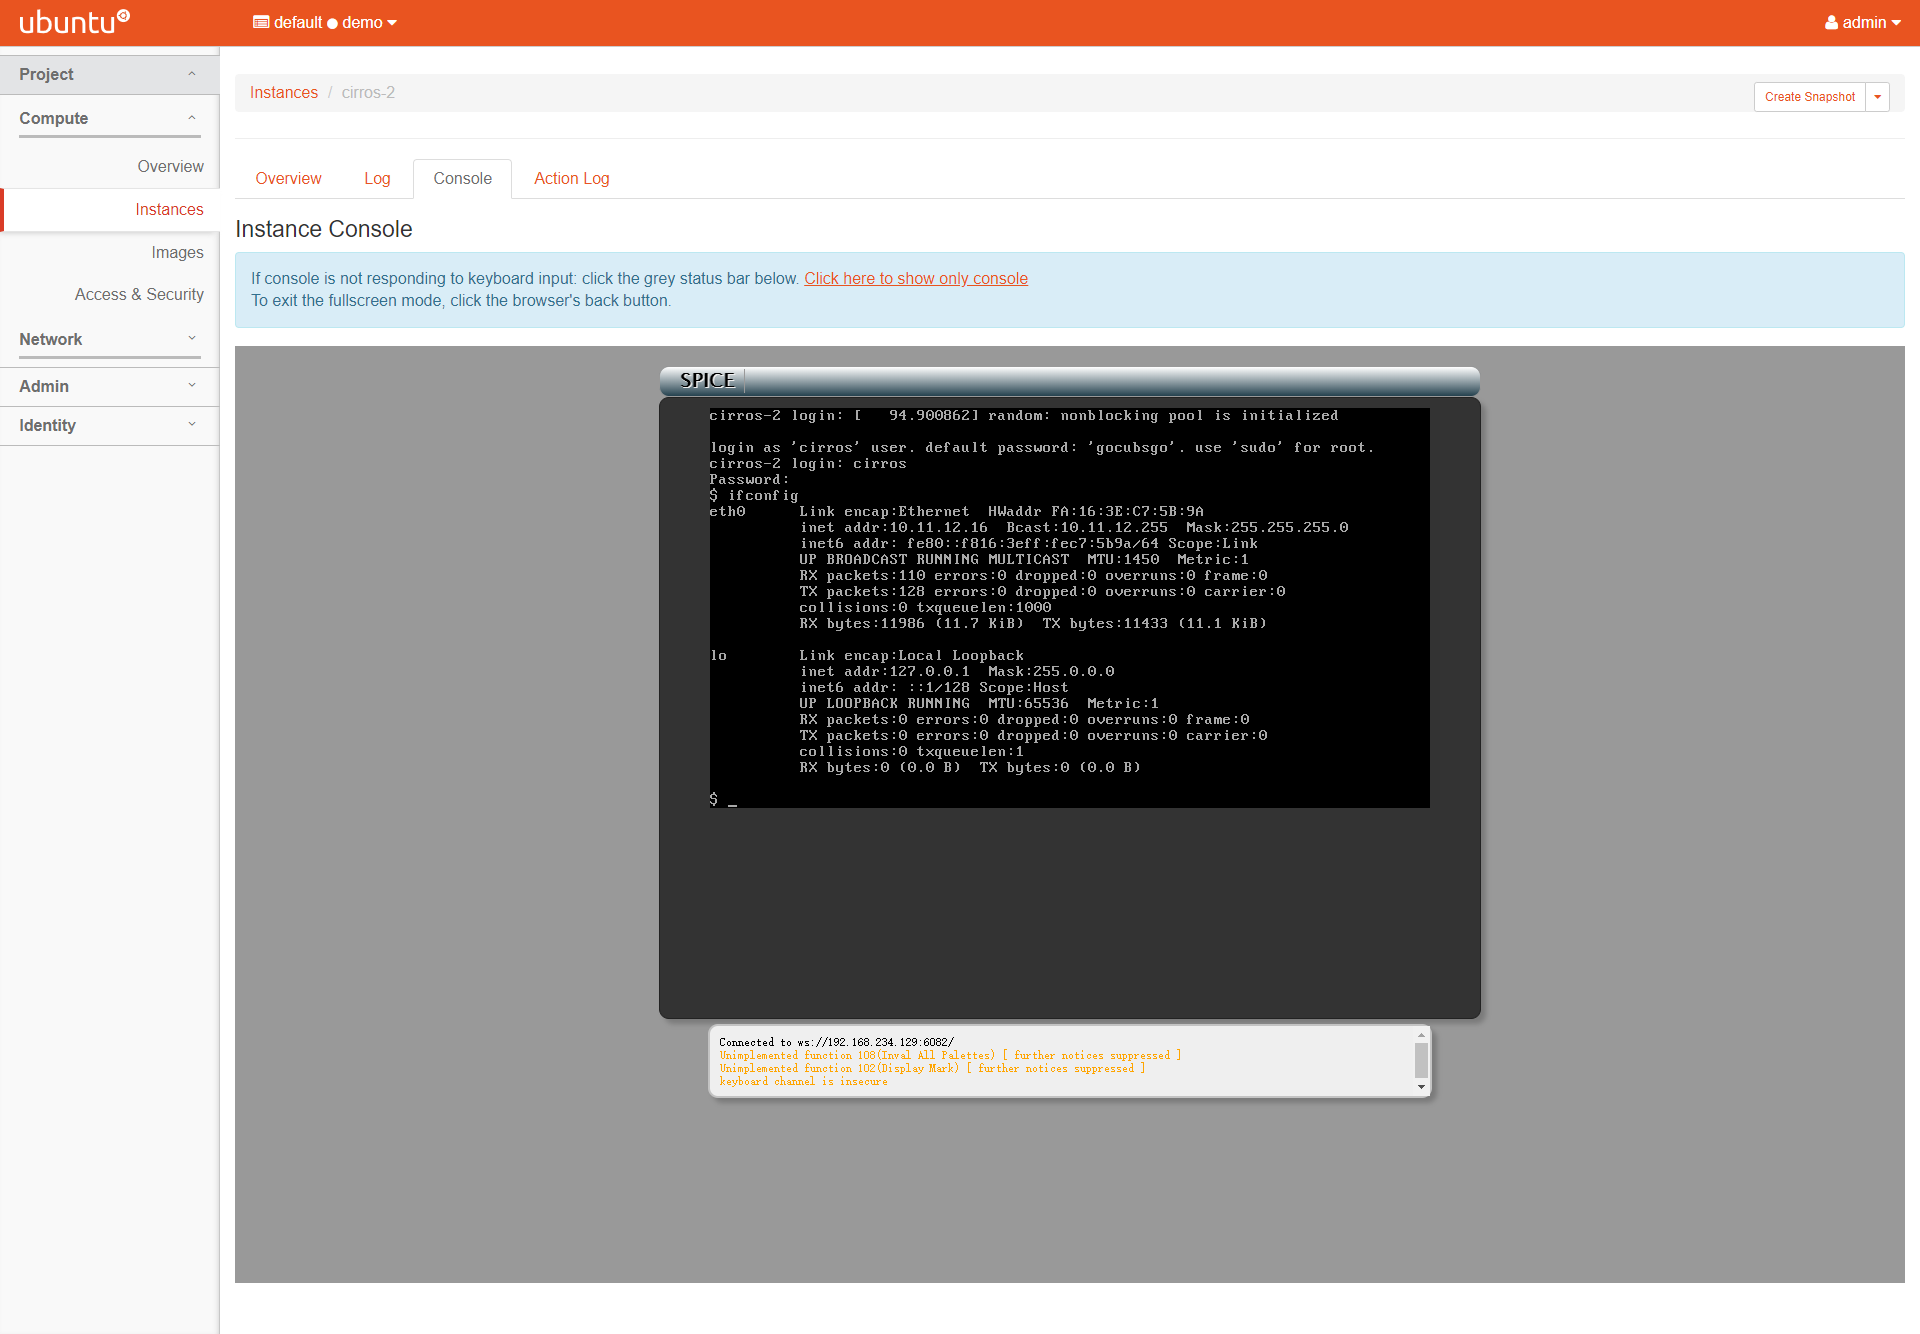 ubuntu
default ● demo
admin
Project
Compute
Overview
Instances
Images
Access & Security
Network
Admin
Identity
Instances / cirros-2
Create Snapshot
Overview Log Console Action Log
Instance Console
If console is not responding to keyboard input: click the grey status bar below. Click here to show only console
To exit the fullscreen mode, click the browser's back button.
SPICE
cirros-2 login: [   94.900862] random: nonblocking pool is initialized
login as 'cirros' user. default password: 'gocubsgo'. use 'sudo' for root.
cirros-2 login: cirros
Password:
$ ifconfig
eth0      Link encap:Ethernet  HWaddr FA:16:3E:C7:5B:9A
          inet addr:10.11.12.16  Bcast:10.11.12.255  Mask:255.255.255.0
          inet6 addr: fe80::f816:3eff:fec7:5b9a/64 Scope:Link
          UP BROADCAST RUNNING MULTICAST  MTU:1450  Metric:1
          RX packets:110 errors:0 dropped:0 overruns:0 frame:0
          TX packets:128 errors:0 dropped:0 overruns:0 carrier:0
          collisions:0 txqueuelen:1000
          RX bytes:11986 (11.7 KiB)  TX bytes:11433 (11.1 KiB)
lo        Link encap:Local Loopback
          inet addr:127.0.0.1  Mask:255.0.0.0
          inet6 addr: ::1/128 Scope:Host
          UP LOOPBACK RUNNING  MTU:65536  Metric:1
          RX packets:0 errors:0 dropped:0 overruns:0 frame:0
          TX packets:0 errors:0 dropped:0 overruns:0 carrier:0
          collisions:0 txqueuelen:1
          RX bytes:0 (0.0 B)  TX bytes:0 (0.0 B)
$ _
Connected to ws://192.168.234.129:6082/
Unimplemented function 108(Inval All Palettes) [ further notices suppressed ]
Unimplemented function 102(Display Mark) [ further notices suppressed ]
keyboard channel is insecure